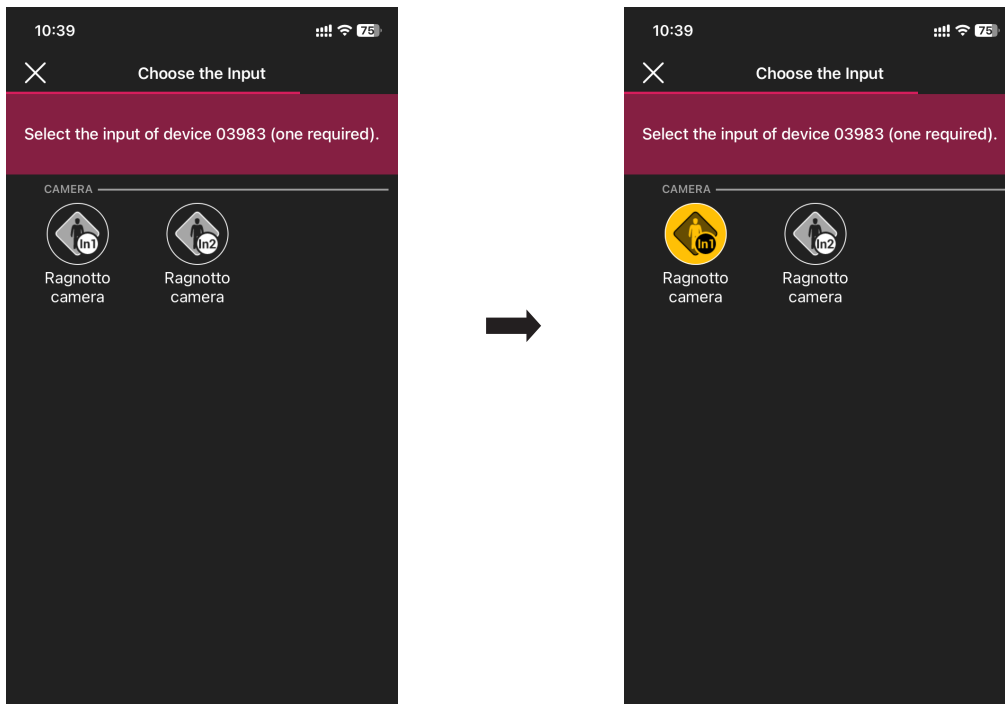 10:39
75
Choose the Input
Select the input of device 03983 (one required).
CAMERA
In1
In2
Ragnotto
camera
Ragnotto
camera
10:39
75
Choose the Input
Select the input of device 03983 (one required).
CAMERA
In1
In2
Ragnotto
camera
Ragnotto
camera